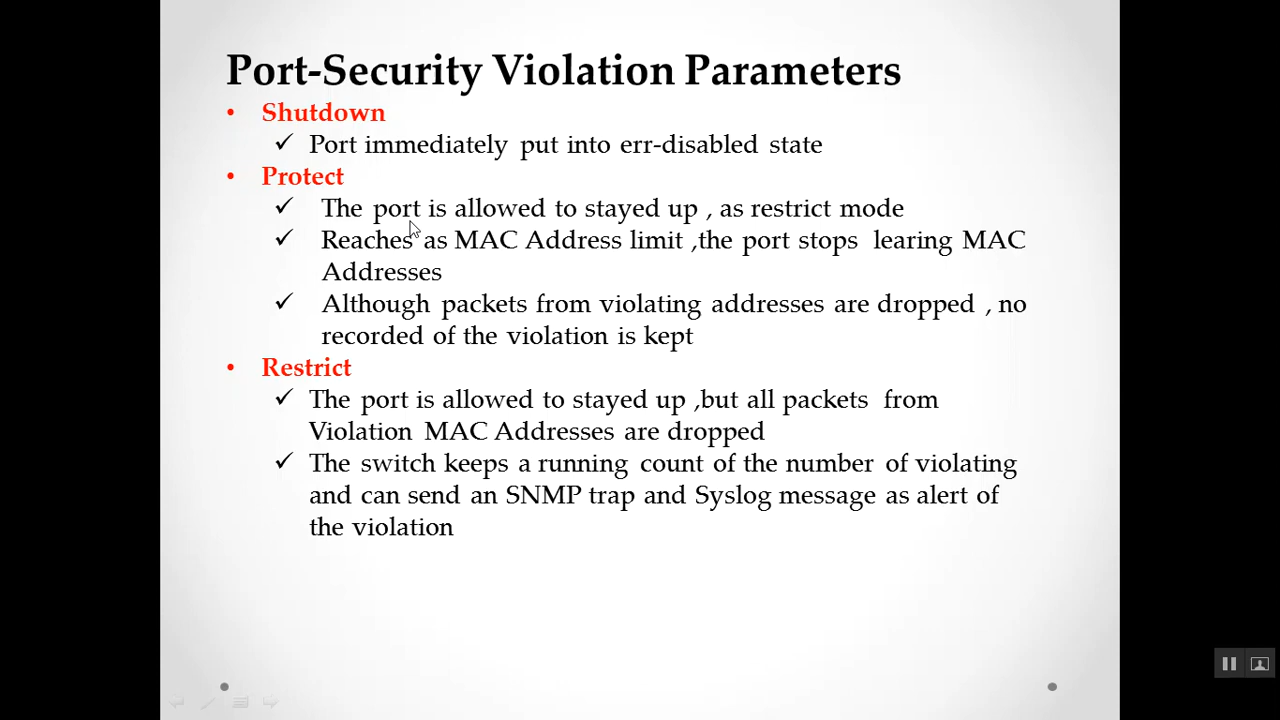 Port-Security Violation Parameters
• Shutdown
✓ Port immediately put into err-disabled state
• Protect
✓ The port is allowed to stayed up , as restrict mode
✓ Reaches as MAC Address limit ,the port stops learing MAC
Addresses
✓ Although packets from violating addresses are dropped , no
recorded of the violation is kept
• Restrict
✓ The port is allowed to stayed up ,but all packets from
Violation MAC Addresses are dropped
✓ The switch keeps a running count of the number of violating
and can send an SNMP trap and Syslog message as alert of
the violation